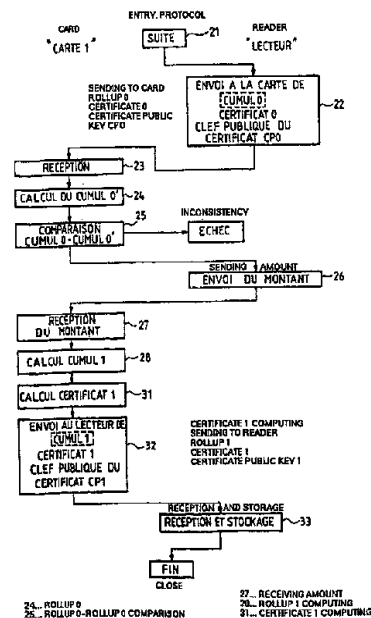 ENTRY. PROTOCOL
CARD
"CARTE 1"
READER
"LECTEUR"
SUITE
21
SENDING TO CARD
ROLLUP 0
CERTIFICATE 0
CERTIFICATE PUBLIC
KEY CP0
ENVOI A LA CARTE DE
CUMUL 0
CERTIFICAT 0
CLEF PUBLIQUE DU
CERTIFICAT CP0
22
RECEPTION
23
CALCUL DU CUMUL 0'
24
25
COMPARAISON
CUMUL 0-CUMUL 0'
INCONSISTENCY
ECHEC
SENDING AMOUNT
ENVOI DU MONTANT
26
RECEPTION
DU MONTANT
27
CALCUL CUMUL 1
28
CALCUL CERTIFICAT 1
31
ENVOI AU LECTEUR DE
CUMUL 1
CERTIFICAT 1
CLEF PUBLIQUE DU
CERTIFICAT CP1
32
CERTIFICATE 1 COMPUTING
SENDING TO READER
ROLLUP 1
CERTIFICATE 1
CERTIFICATE PUBLIC KEY 1
RECEPTION AND STORAGE
RECEPTION ET STOCKAGE
33
FIN
CLOSE
24... ROLLUP 0
25... ROLLUP 0-ROLLUP 0 COMPARISON
27... RECEIVING AMOUNT
28... ROLLUP 1 COMPUTING
31... CERTIFICATE 1 COMPUTING